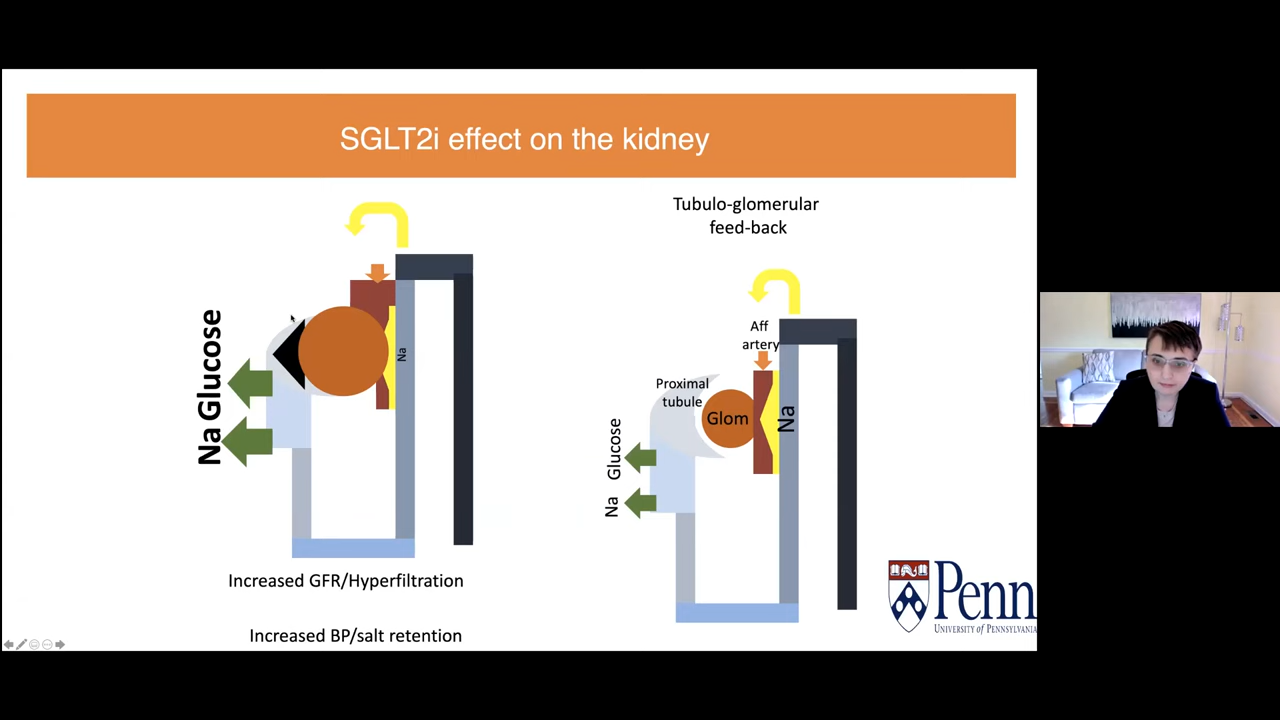 SGLT2i effect on the kidney
Na Glucose
Na
Increased GFR/Hyperfiltration
Increased BP/salt retention
Tubulo-glomerular
feed-back
Aff
artery
Proximal
tubule
Glom
Na
Glucose
Na
Penn
UNIVERSITY of PENNSYLVANIA